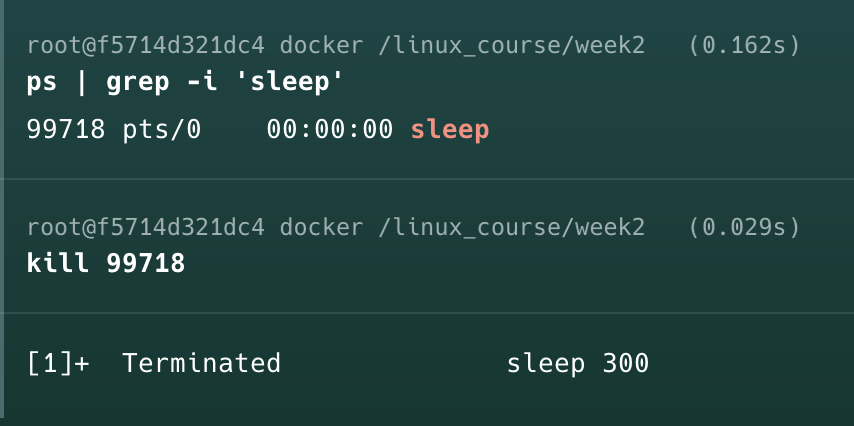 root@f5714d321dc4 docker /linux_course/week2 (0.162s)
ps | grep -i 'sleep'
99718 pts/0 00:00:00 sleep
root@f5714d321dc4 docker /linux_course/week2 (0.029s)
kill 99718
[1]+ Terminated sleep 300